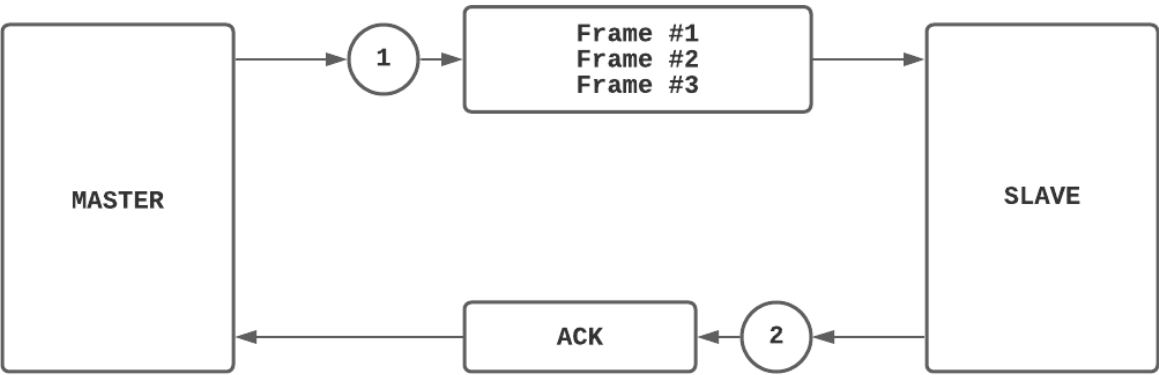 1
Frame #1
Frame #2
Frame #3
MASTER
SLAVE
ACK
2